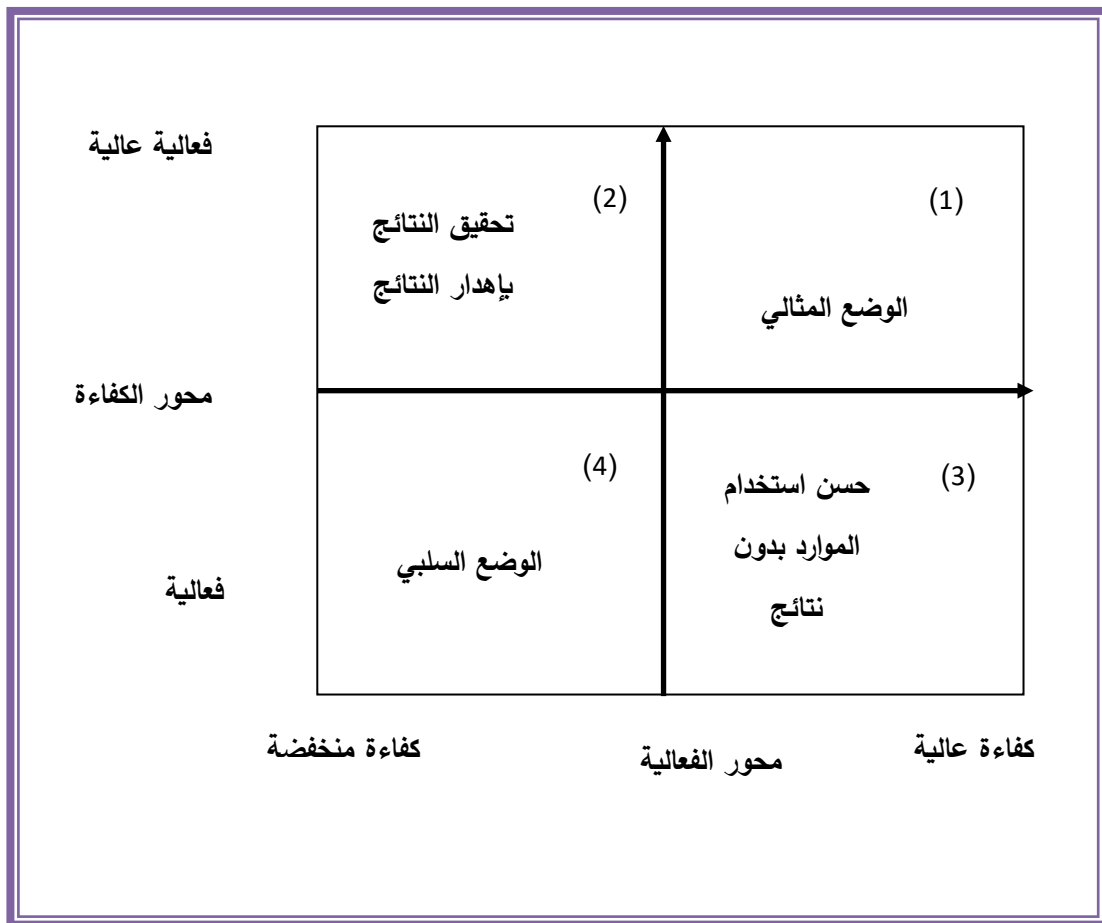 فعالية عالية
(1)
(2)
تحقيق النتائج
بإهدار النتائج
الوضع المثالي
محور الكفاءة
(3)
حسن استخدام
الموارد بدون
نتائج
(4)
الوضع السلبي
فعالية
كفاءة عالية
محور الفعالية
كفاءة منخفضة